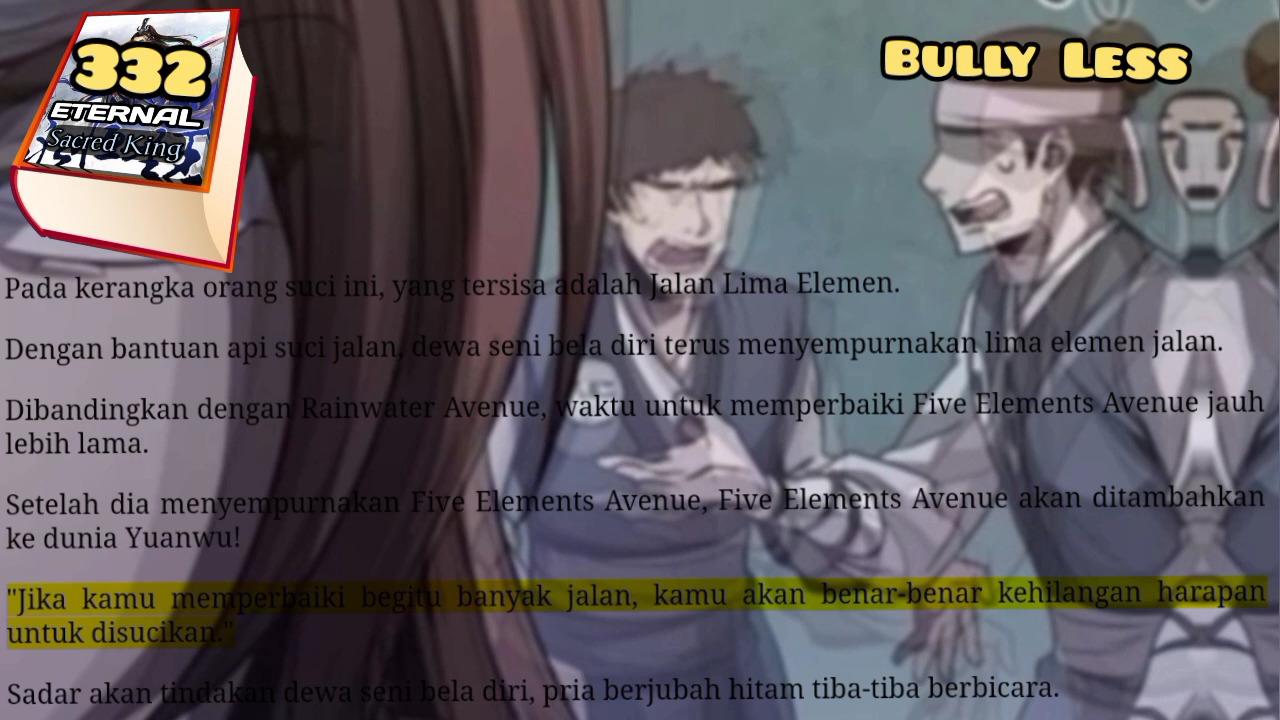 332
ETERNAL
Sacred King
BULLY LESS
Pada kerangka orang suci ini, yang tersisa adalah Jalan Lima Elemen.
Dengan bantuan api suci jalan, dewa seni bela diri terus menyempurnakan lima elemen jalan.
Dibandingkan dengan Rainwater Avenue, waktu untuk memperbaiki Five Elements Avenue jauh
lebih lama.
Setelah dia menyempurnakan Five Elements Avenue, Five Elements Avenue akan ditambahkan
ke dunia Yuanwu!
"Jika kamu memperbaiki begitu banyak jalan, kamu akan benar-benar kehilangan harapan
untuk disucikan."
Sadar akan tindakan dewa seni bela diri, pria berjubah hitam tiba-tiba berbicara.